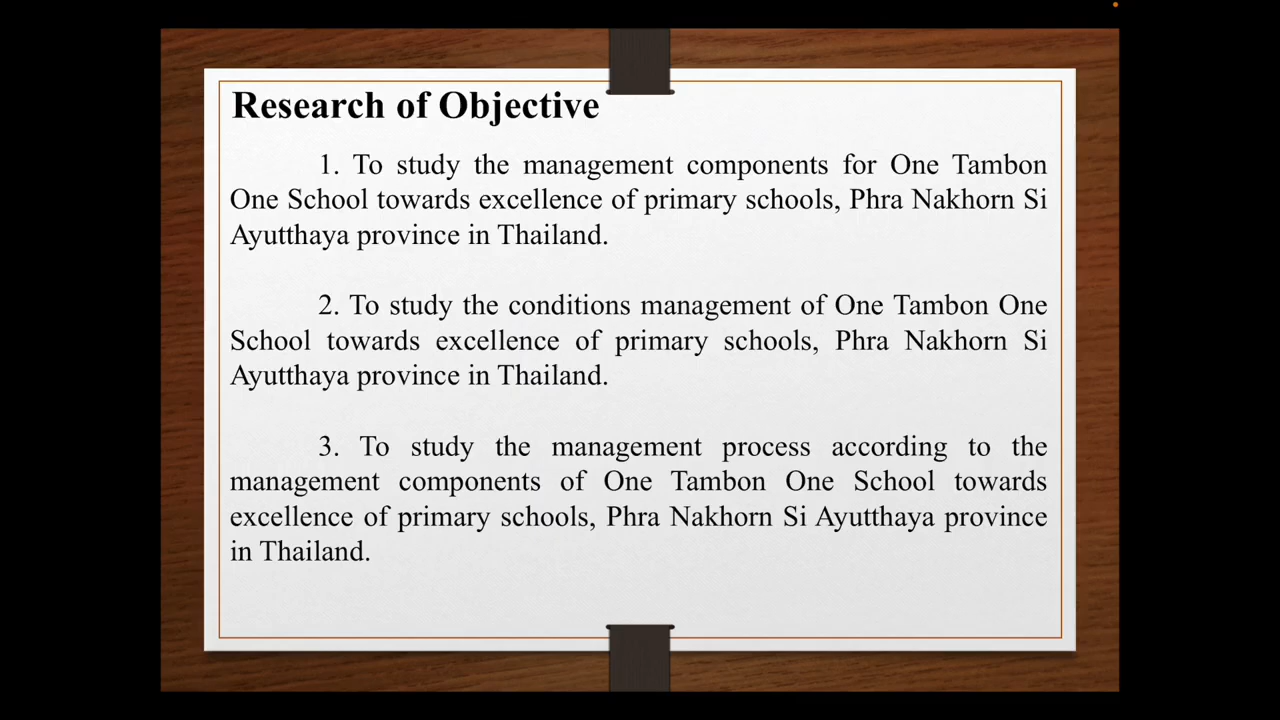 Research of Objective
1. To study the management components for One Tambon
One School towards excellence of primary schools, Phra Nakhorn Si
Ayutthaya province in Thailand.
2. To study the conditions management of One Tambon One
School towards excellence of primary schools, Phra Nakhorn Si
Ayutthaya province in Thailand.
3. To study the management process according to the
management components of One Tambon One School towards
excellence of primary schools, Phra Nakhorn Si Ayutthaya province
in Thailand.